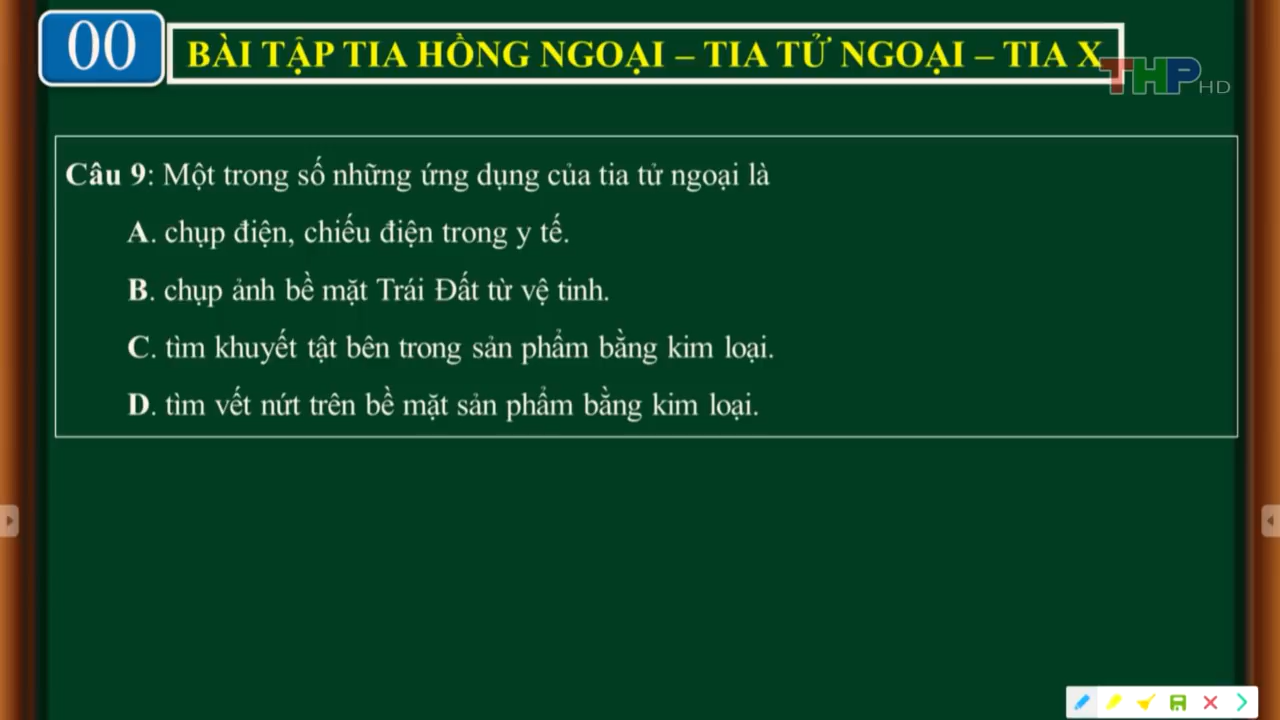 00
BÀI TẬP TIA HỒNG NGOẠI – TIA TỬ NGOẠI – TIA X
THP HD
Câu 9: Một trong số những ứng dụng của tia tử ngoại là
A. chụp điện, chiếu điện trong y tế.
B. chụp ảnh bề mặt Trái Đất từ vệ tinh.
C. tìm khuyết tật bên trong sản phẩm bằng kim loại.
D. tìm vết nứt trên bề mặt sản phẩm bằng kim loại.